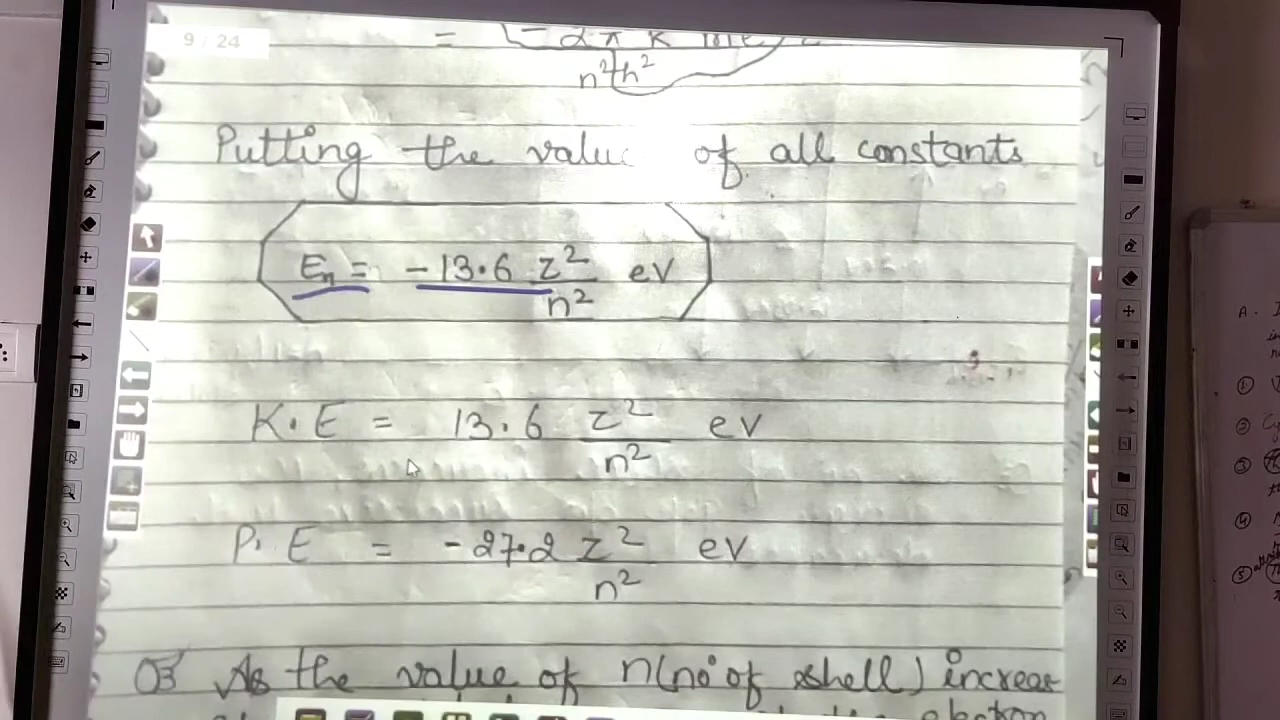 9 / 24
n²h²
Putting the value of all constants
En = -13.6 z²/n² eV
K.E = 13.6 z²/n² eV
P.E = -27.2 z²/n² eV
As the value of n(no of shell) increase
electron